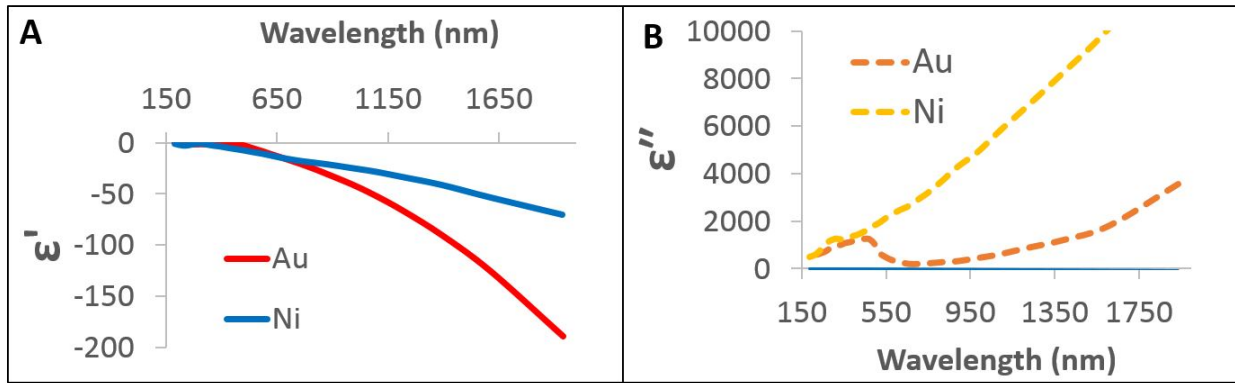 A
Wavelength (nm)
150 650 1150 1650
0
-50
-100
-150
-200
ε'
Au
Ni
B
10000
8000
6000
4000
2000
0
ε″
Au
Ni
150 550 950 1350 1750
Wavelength (nm)